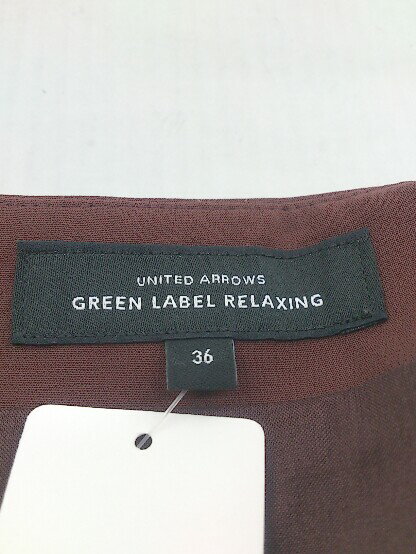 UNITED ARROWS
GREEN LABEL RELAXING
36